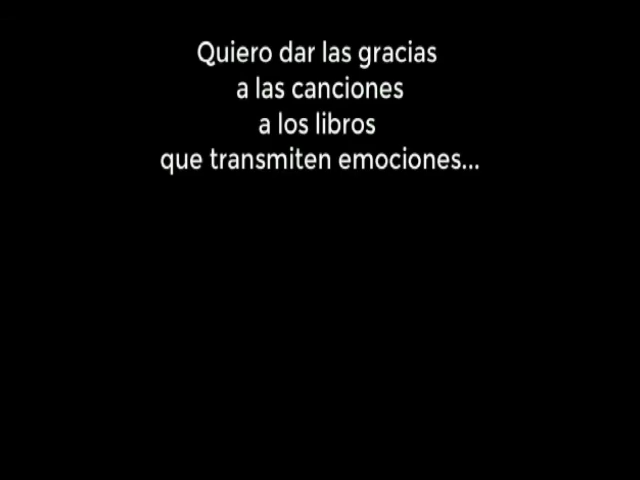 Quiero dar las gracias
a las canciones
a los libros
que transmiten emociones...